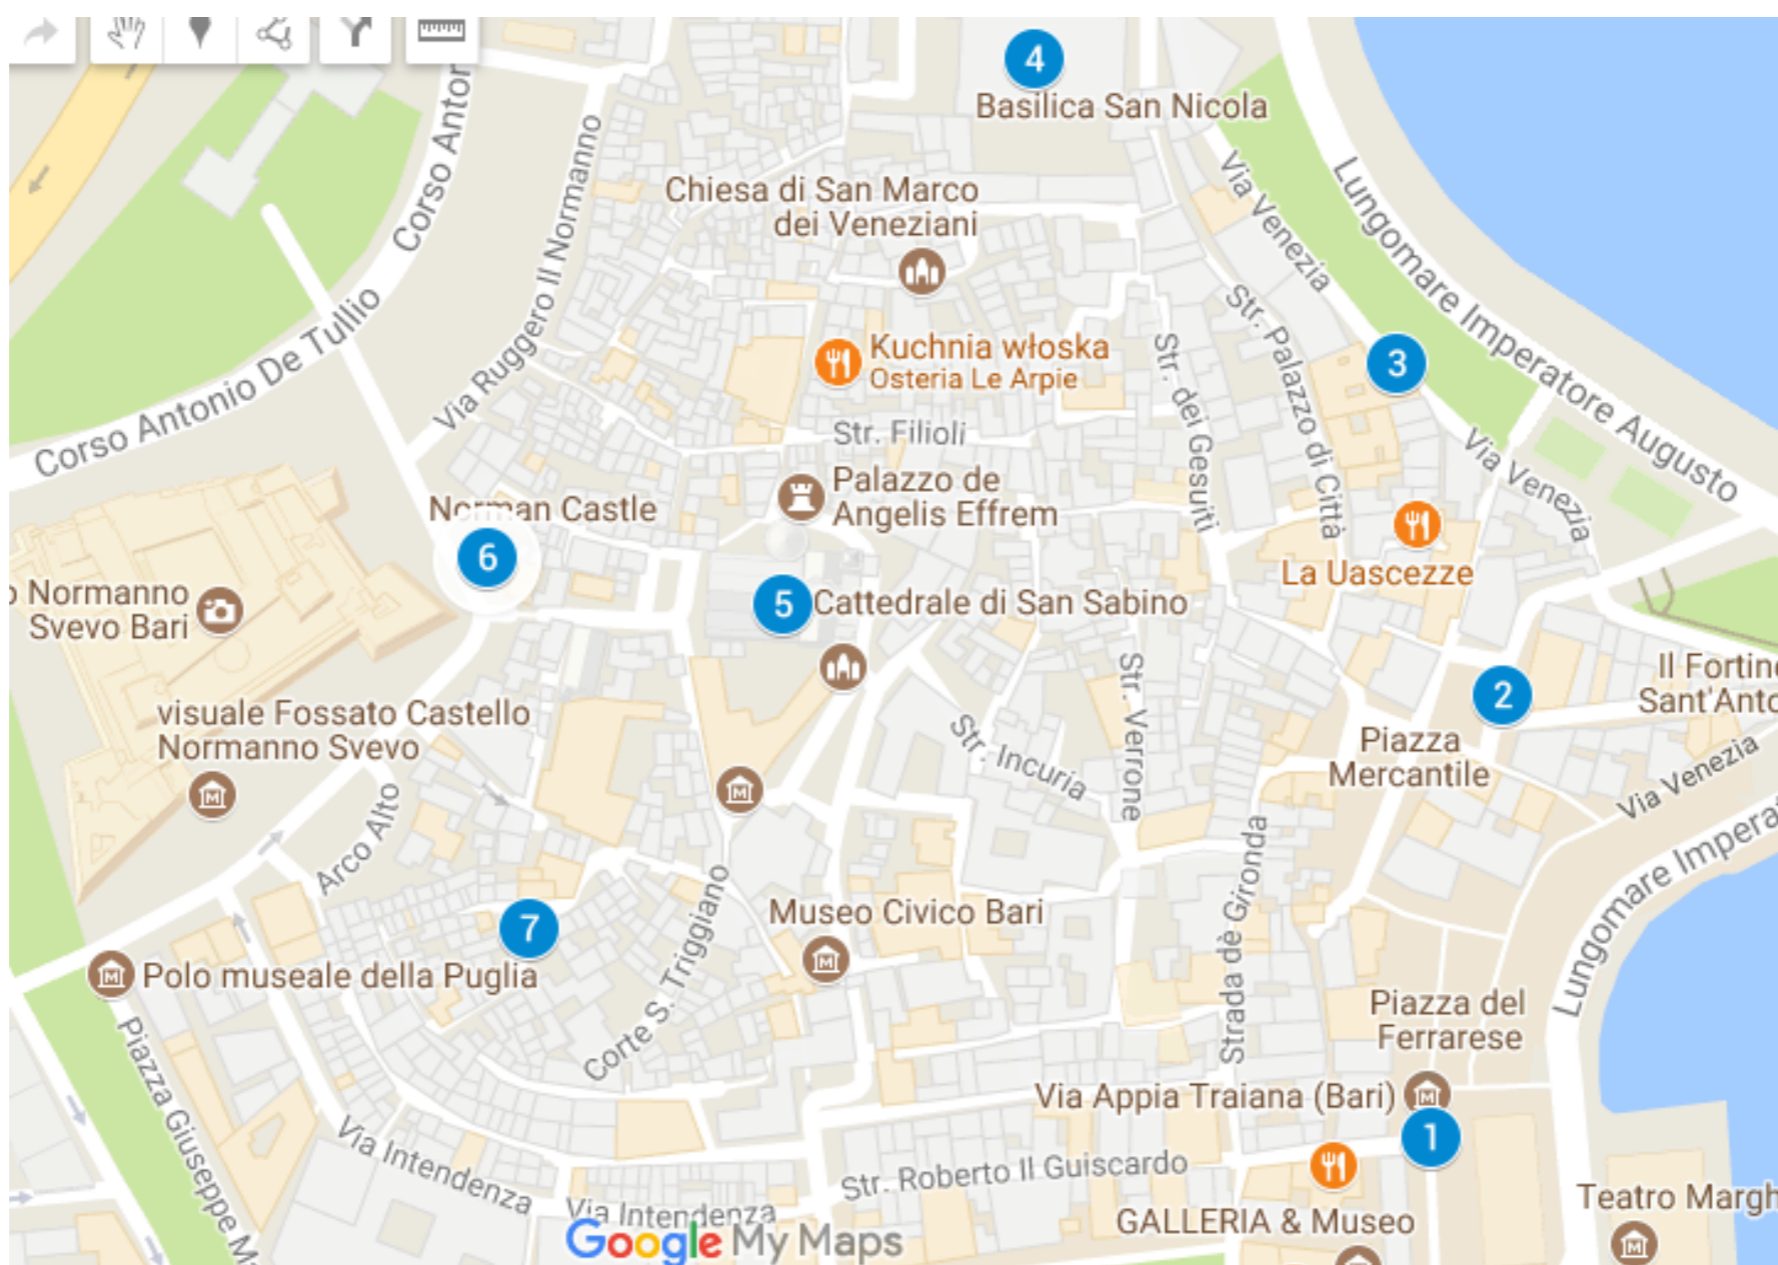 4
Basilica San Nicola
Corso Antor
Corso Anton
Via Ruggero II Normanno
Chiesa di San Marco
dei Veneziani
Via Venezia
Lungomare Imperatore Augusto
Corso Antonio De Tullio
Kuchnia włoska
Osteria Le Arpie
Str. Palazzo di Città
3
Str. dei Gesuiti
Str. Filioli
Via Venezia
Palazzo de
Angelis Effrem
Norman Castle
6
La Uascezze
o Normanno
Svevo Bari
5
Cattedrale di San Sabino
2
Il Fortino
Sant'Anto
visuale Fossato Castello
Normanno Svevo
Str. Incuria
Str. Verrone
Piazza
Mercantile
Via Venezia
Arco Alto
Lungomare Impera
Strada dè Gironda
7
Museo Civico Bari
Corte S. Triggiano
Polo museale della Puglia
Piazza del
Ferrarese
Piazza Giuseppe Ma
Via Appia Traiana (Bari)
1
Via Intendenza
Str. Roberto Il Guiscardo
Via Intendenza
Teatro Margh
GALLERIA & Museo
Google My Maps